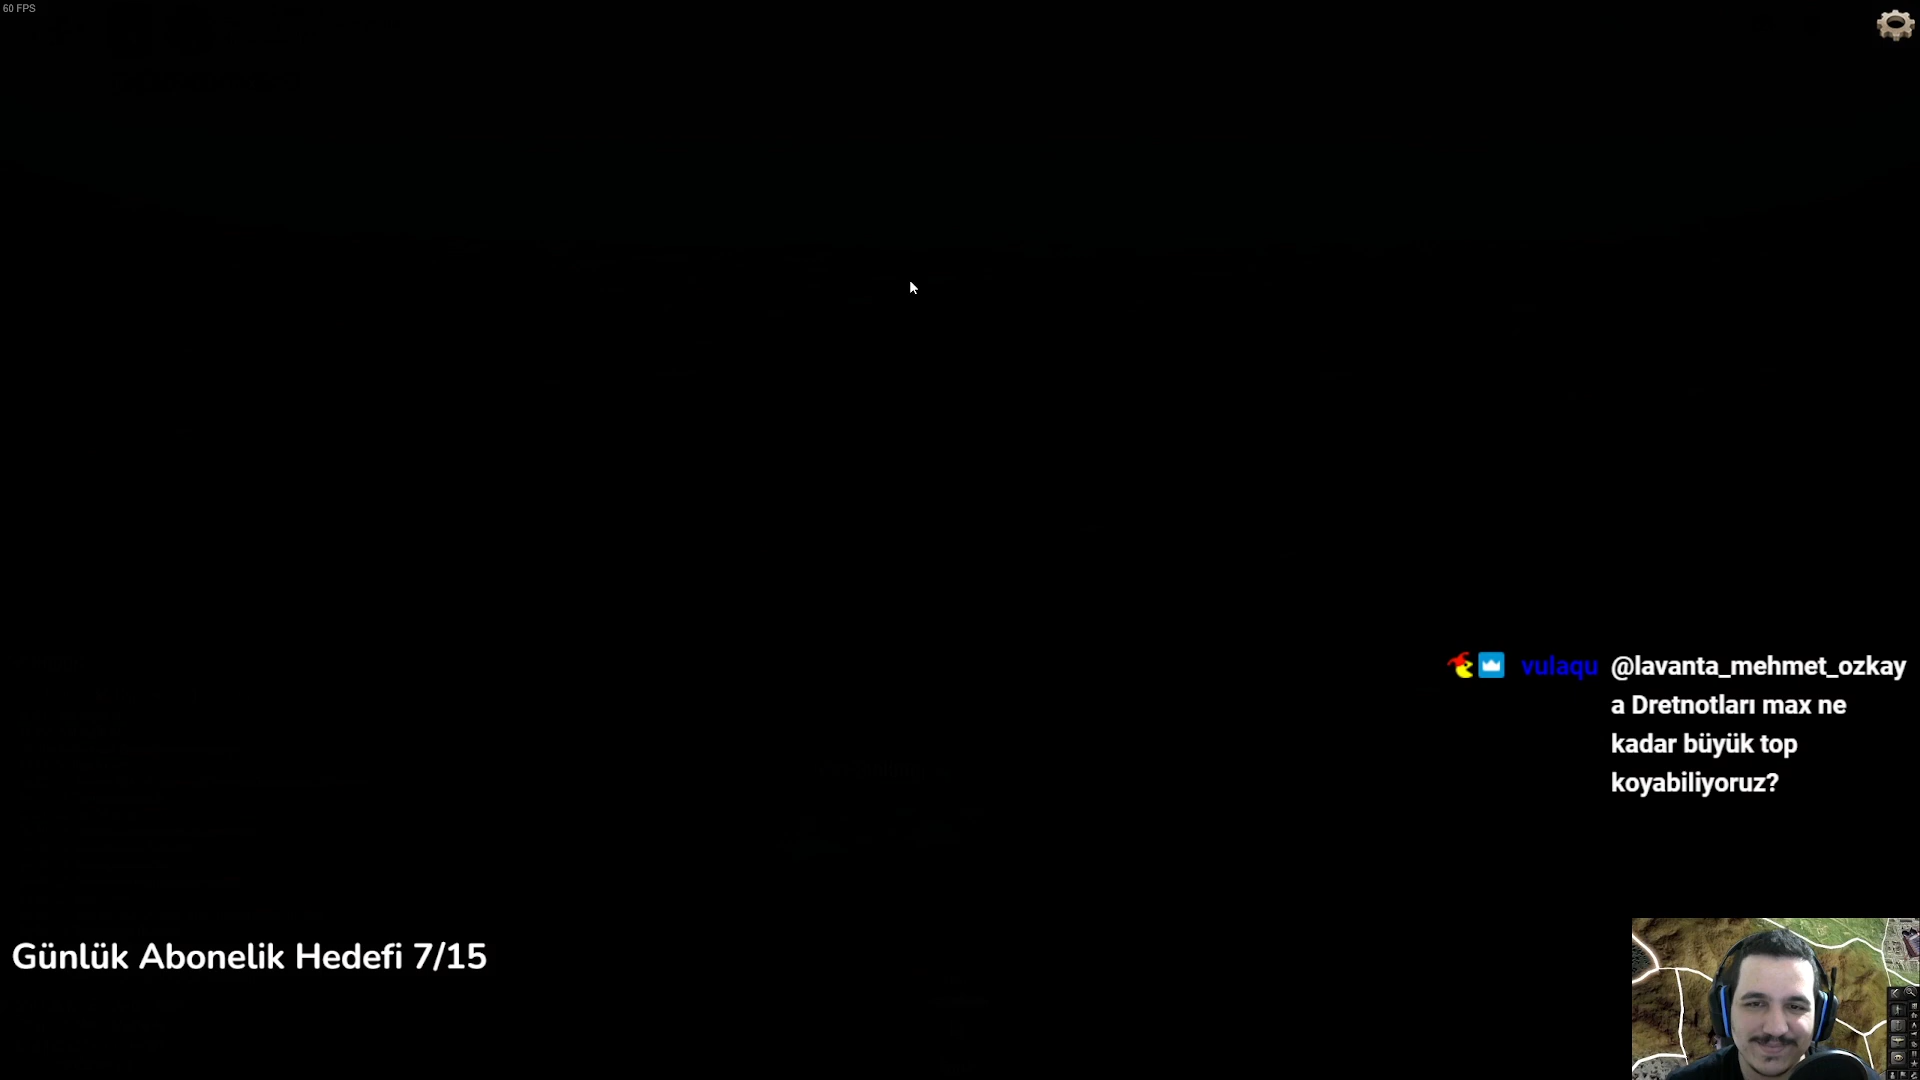 60 FPS
vulaqu @lavanta_mehmet_ozkay
a Dretnotları max ne
kadar büyük top
koyabiliyoruz?
Günlük Abonelik Hedefi 7/15